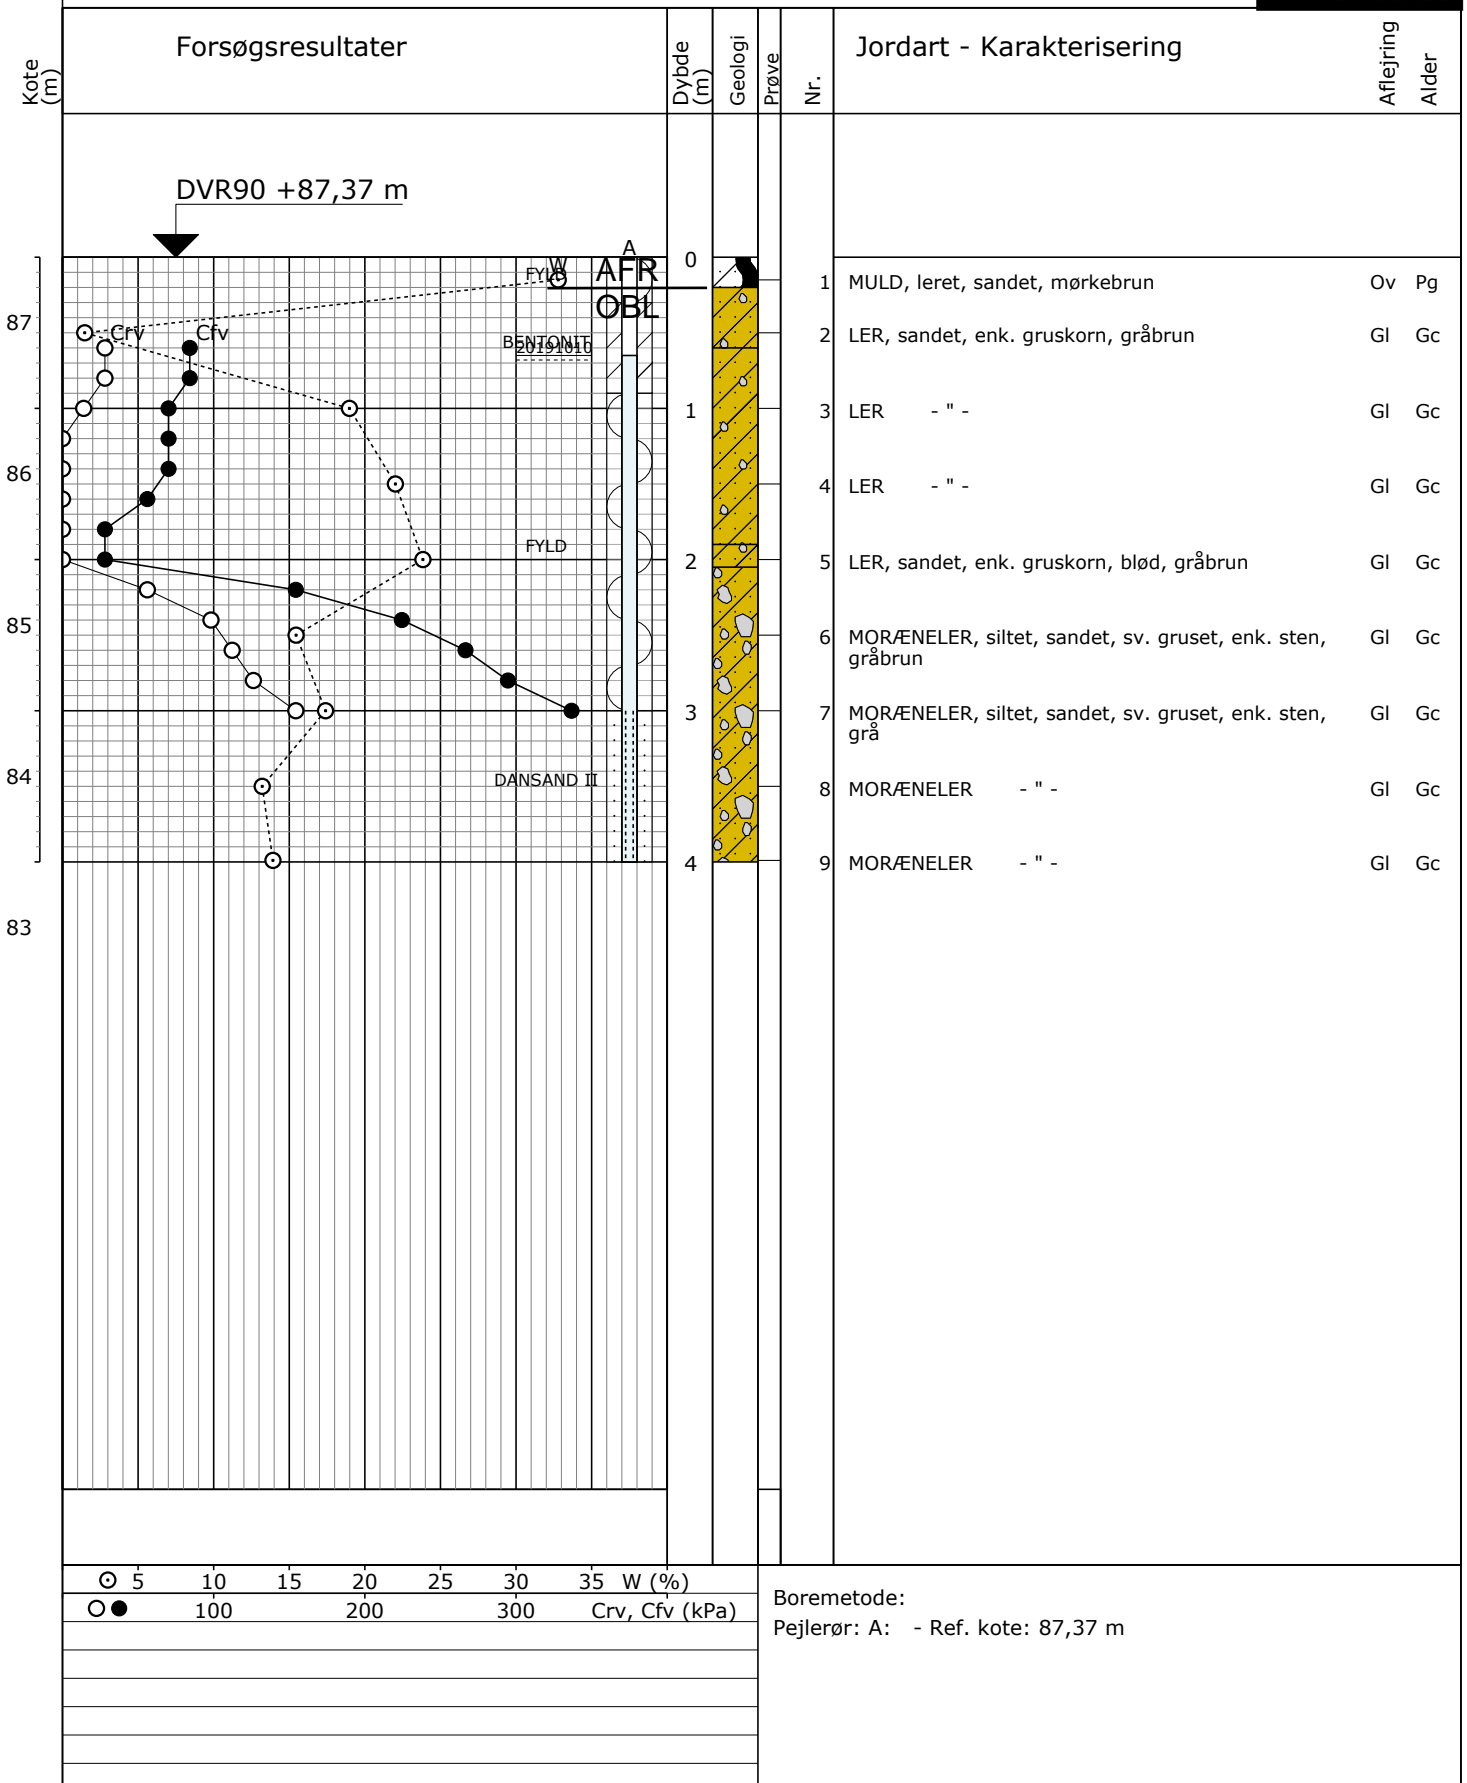 Kote (m)
Forsøgsresultater
Dybde (m)
Geologi
Prøve
Nr.
Jordart - Karakterisering
Aflejring
Alder
DVR90 +87,37 m
A
W
FYLD
AFR
OBL
0
1 MULD, leret, sandet, mørkebrun Ov Pg
87
Crv
Cfv
BENTONIT
20191010
2 LER, sandet, enk. gruskorn, gråbrun Gl Gc
1
3 LER - " - Gl Gc
86
4 LER - " - Gl Gc
FYLD
2
5 LER, sandet, enk. gruskorn, blød, gråbrun Gl Gc
85
6 MORÆNELER, siltet, sandet, sv. gruset, enk. sten, Gl Gc
gråbrun
3
7 MORÆNELER, siltet, sandet, sv. gruset, enk. sten, Gl Gc
grå
84
DANSAND II
8 MORÆNELER - " - Gl Gc
4
9 MORÆNELER - " - Gl Gc
83
5 10 15 20 25 30 35 W (%)
100 200 300 Crv, Cfv (kPa)
Boremetode:
Pejlerør: A: - Ref. kote: 87,37 m